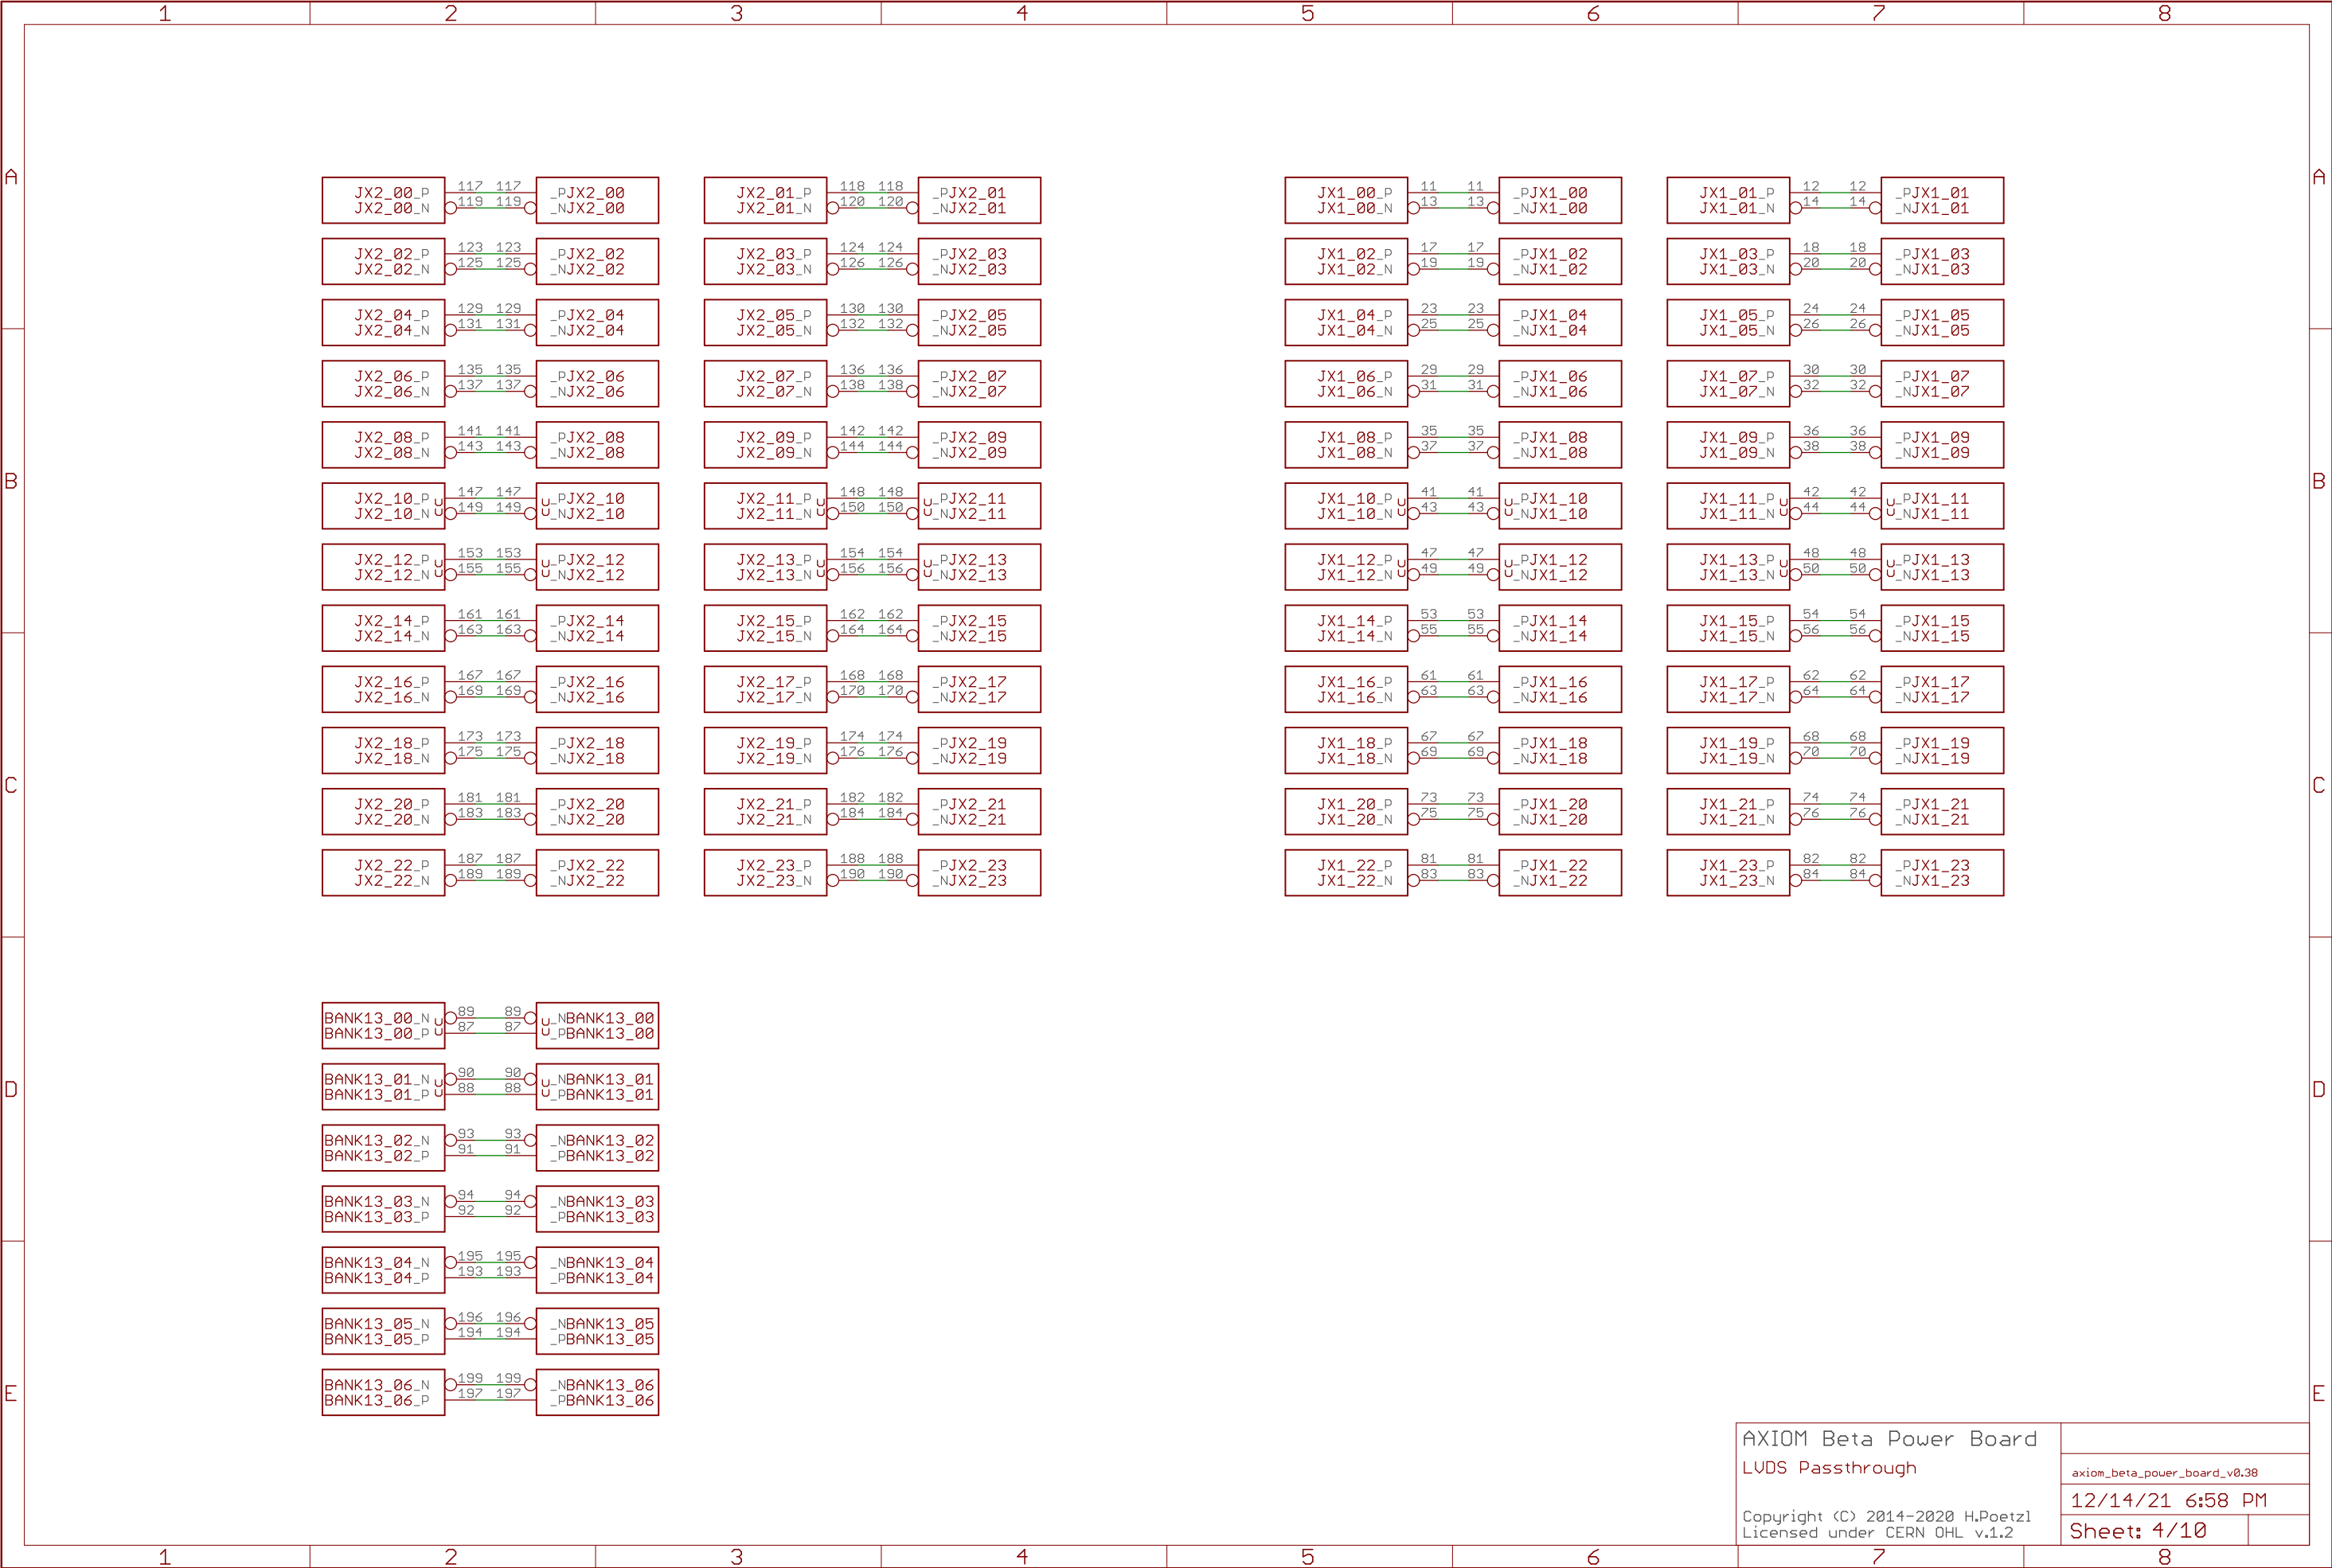 1 2 3 4 5 6 7 8
A A
JX2_00_P 117 117 _PJX2_00 JX2_01_P 118 118 _PJX2_01 JX1_00_P 11 11 _PJX1_00 JX1_01_P 12 12 _PJX1_01
JX2_00_N 119 119 _NJX2_00 JX2_01_N 120 120 _NJX2_01 JX1_00_N 13 13 _NJX1_00 JX1_01_N 14 14 _NJX1_01
JX2_02_P 123 123 _PJX2_02 JX2_03_P 124 124 _PJX2_03 JX1_02_P 17 17 _PJX1_02 JX1_03_P 18 18 _PJX1_03
JX2_02_N 125 125 _NJX2_02 JX2_03_N 126 126 _NJX2_03 JX1_02_N 19 19 _NJX1_02 JX1_03_N 20 20 _NJX1_03
JX2_04_P 129 129 _PJX2_04 JX2_05_P 130 130 _PJX2_05 JX1_04_P 23 23 _PJX1_04 JX1_05_P 24 24 _PJX1_05
JX2_04_N 131 131 _NJX2_04 JX2_05_N 132 132 _NJX2_05 JX1_04_N 25 25 _NJX1_04 JX1_05_N 26 26 _NJX1_05
JX2_06_P 135 135 _PJX2_06 JX2_07_P 136 136 _PJX2_07 JX1_06_P 29 29 _PJX1_06 JX1_07_P 30 30 _PJX1_07
JX2_06_N 137 137 _NJX2_06 JX2_07_N 138 138 _NJX2_07 JX1_06_N 31 31 _NJX1_06 JX1_07_N 32 32 _NJX1_07
JX2_08_P 141 141 _PJX2_08 JX2_09_P 142 142 _PJX2_09 JX1_08_P 35 35 _PJX1_08 JX1_09_P 36 36 _PJX1_09
JX2_08_N 143 143 _NJX2_08 JX2_09_N 144 144 _NJX2_09 JX1_08_N 37 37 _NJX1_08 JX1_09_N 38 38 _NJX1_09
B B
JX2_10_P U 147 147 U _PJX2_10 JX2_11_P U 148 148 U _PJX2_11 JX1_10_P U 41 41 U _PJX1_10 JX1_11_P U 42 42 U _PJX1_11
JX2_10_N U 149 149 U _NJX2_10 JX2_11_N U 150 150 U _NJX2_11 JX1_10_N U 43 43 U _NJX1_10 JX1_11_N U 44 44 U _NJX1_11
JX2_12_P U 153 153 U _PJX2_12 JX2_13_P U 154 154 U _PJX2_13 JX1_12_P U 47 47 U _PJX1_12 JX1_13_P U 48 48 U _PJX1_13
JX2_12_N U 155 155 U _NJX2_12 JX2_13_N U 156 156 U _NJX2_13 JX1_12_N U 49 49 U _NJX1_12 JX1_13_N U 50 50 U _NJX1_13
JX2_14_P 161 161 _PJX2_14 JX2_15_P 162 162 _PJX2_15 JX1_14_P 53 53 _PJX1_14 JX1_15_P 54 54 _PJX1_15
JX2_14_N 163 163 _NJX2_14 JX2_15_N 164 164 _NJX2_15 JX1_14_N 55 55 _NJX1_14 JX1_15_N 56 56 _NJX1_15
JX2_16_P 167 167 _PJX2_16 JX2_17_P 168 168 _PJX2_17 JX1_16_P 61 61 _PJX1_16 JX1_17_P 62 62 _PJX1_17
JX2_16_N 169 169 _NJX2_16 JX2_17_N 170 170 _NJX2_17 JX1_16_N 63 63 _NJX1_16 JX1_17_N 64 64 _NJX1_17
JX2_18_P 173 173 _PJX2_18 JX2_19_P 174 174 _PJX2_19 JX1_18_P 67 67 _PJX1_18 JX1_19_P 68 68 _PJX1_19
JX2_18_N 175 175 _NJX2_18 JX2_19_N 176 176 _NJX2_19 JX1_18_N 69 69 _NJX1_18 JX1_19_N 70 70 _NJX1_19
C C
JX2_20_P 181 181 _PJX2_20 JX2_21_P 182 182 _PJX2_21 JX1_20_P 73 73 _PJX1_20 JX1_21_P 74 74 _PJX1_21
JX2_20_N 183 183 _NJX2_20 JX2_21_N 184 184 _NJX2_21 JX1_20_N 75 75 _NJX1_20 JX1_21_N 76 76 _NJX1_21
JX2_22_P 187 187 _PJX2_22 JX2_23_P 188 188 _PJX2_23 JX1_22_P 81 81 _PJX1_22 JX1_23_P 82 82 _PJX1_23
JX2_22_N 189 189 _NJX2_22 JX2_23_N 190 190 _NJX2_23 JX1_22_N 83 83 _NJX1_22 JX1_23_N 84 84 _NJX1_23
BANK13_00_N U 89 89 U _NBANK13_00
BANK13_00_P U 87 87 U _PBANK13_00
D D
BANK13_01_N U 90 90 U _NBANK13_01
BANK13_01_P U 88 88 U _PBANK13_01
BANK13_02_N 93 93 _NBANK13_02
BANK13_02_P 91 91 _PBANK13_02
BANK13_03_N 94 94 _NBANK13_03
BANK13_03_P 92 92 _PBANK13_03
BANK13_04_N 195 195 _NBANK13_04
BANK13_04_P 193 193 _PBANK13_04
BANK13_05_N 196 196 _NBANK13_05
BANK13_05_P 194 194 _PBANK13_05
BANK13_06_N 199 199 _NBANK13_06
BANK13_06_P 197 197 _PBANK13_06
E E
AXIOM Beta Power Board
LVDS Passthrough
axiom_beta_power_board_v0.38
12/14/21 6:58 PM
Copyright (C) 2014-2020 H.Poetzl
Licensed under CERN OHL v.1.2
Sheet: 4/10
1 2 3 4 5 6 7 8